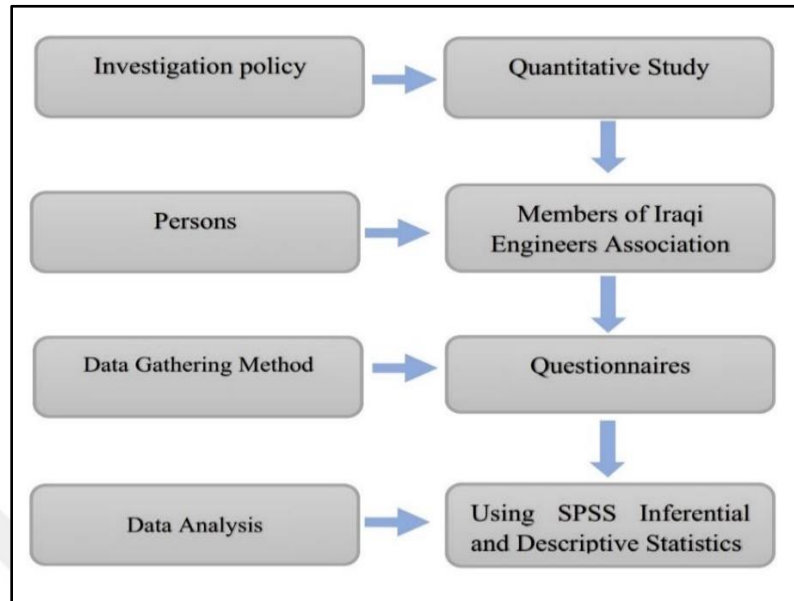 Investigation policy
Quantitative Study
Persons
Members of Iraqi
Engineers Association
Data Gathering Method
Questionnaires
Data Analysis
Using SPSS Inferential
and Descriptive Statistics